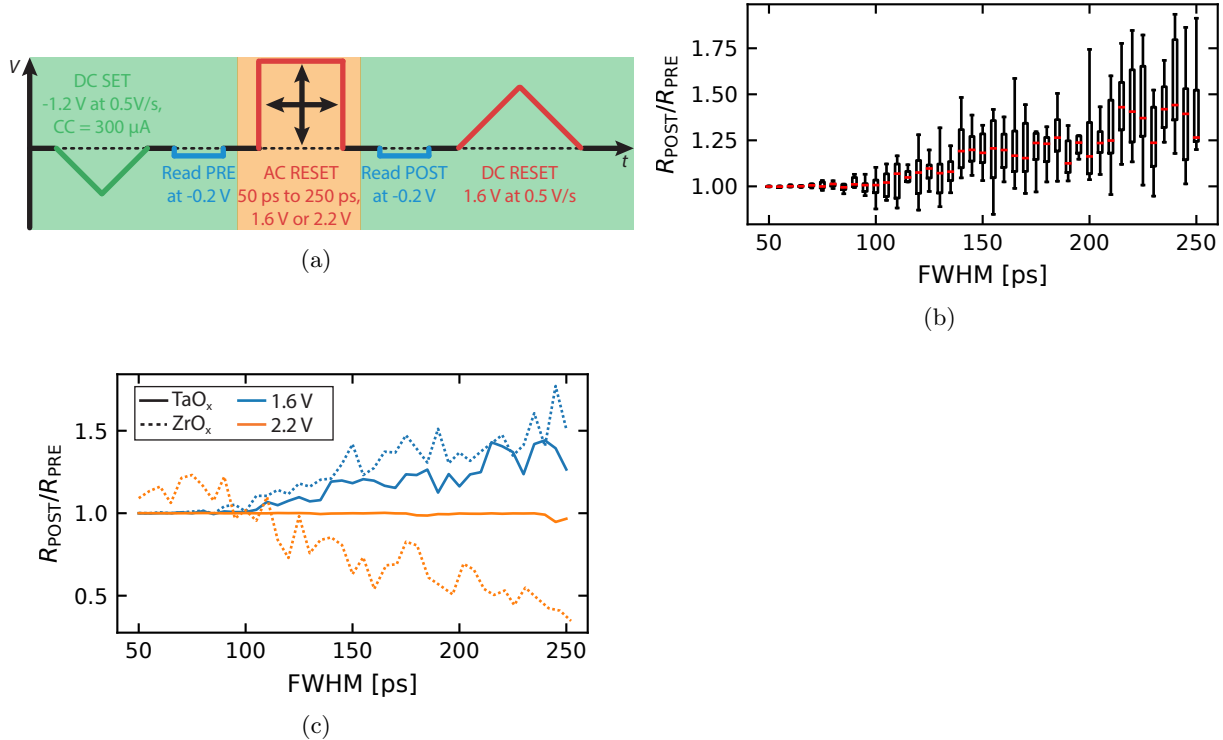 V
DC SET
-1.2 V at 0.5V/s,
CC = 300 µA
t
Read PRE
at -0.2 V
AC RESET
50 ps to 250 ps,
1.6 V or 2.2 V
Read POST
at -0.2 V
DC RESET
1.6 V at 0.5 V/s
(a)
R_POST/R_PRE
1.75
1.50
1.25
1.00
50 100 150 200 250
FWHM [ps]
(b)
TaOₓ 1.6 V
ZrOₓ 2.2 V
R_POST/R_PRE
1.5
1.0
0.5
50 100 150 200 250
FWHM [ps]
(c)